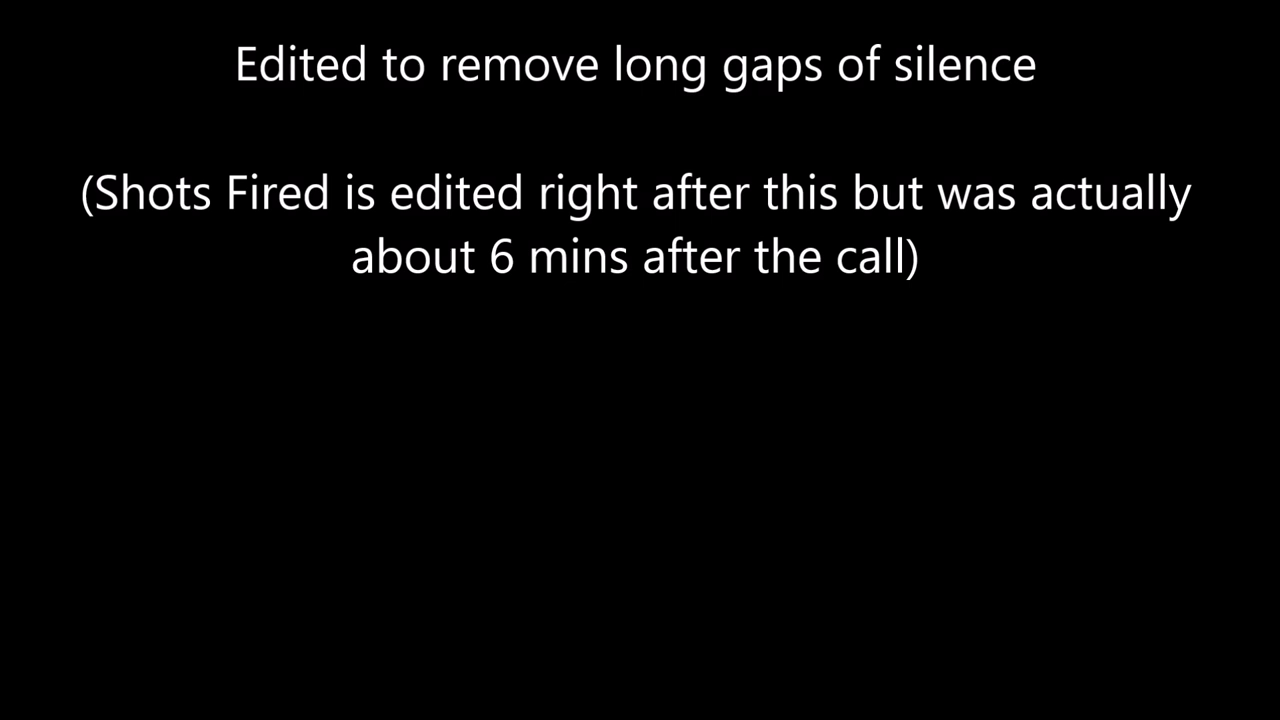 Edited to remove long gaps of silence
(Shots Fired is edited right after this but was actually
about 6 mins after the call)